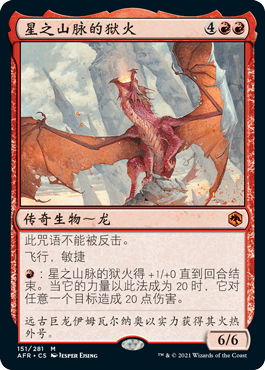 星之山脉的狱火 4
传奇生物～龙
此咒语不能被反击。
飞行，敏捷
：星之山脉的狱火得 +1/+0 直到回合结
束。当它的力量以此法成为 20 时，它对
任意一个目标造成 20 点伤害。
远古巨龙伊姆瓦尔纳奥以实力获得其火热
外号。
6/6
151/281 M
AFR • CS JESPER EJSING
™ & © 2021 Wizards of the Coast